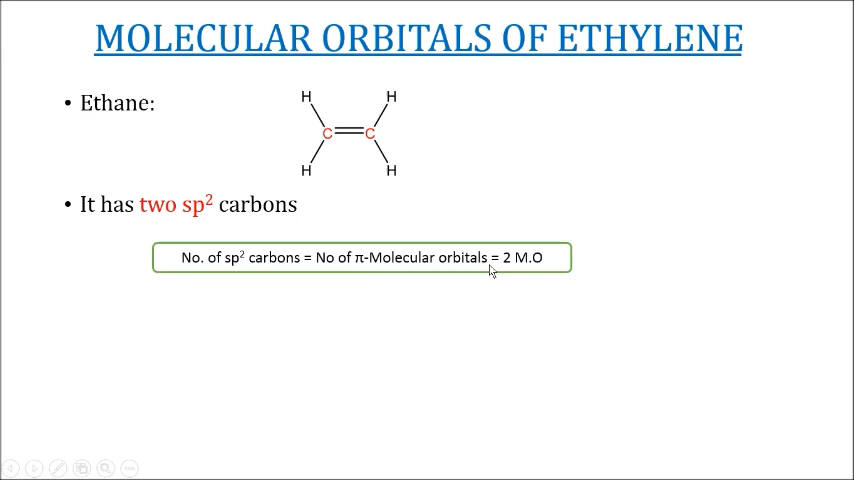 MOLECULAR ORBITALS OF ETHYLENE
• Ethane:
H H
C C
H H
• It has two sp² carbons
No. of sp² carbons = No of π-Molecular orbitals = 2 M.O